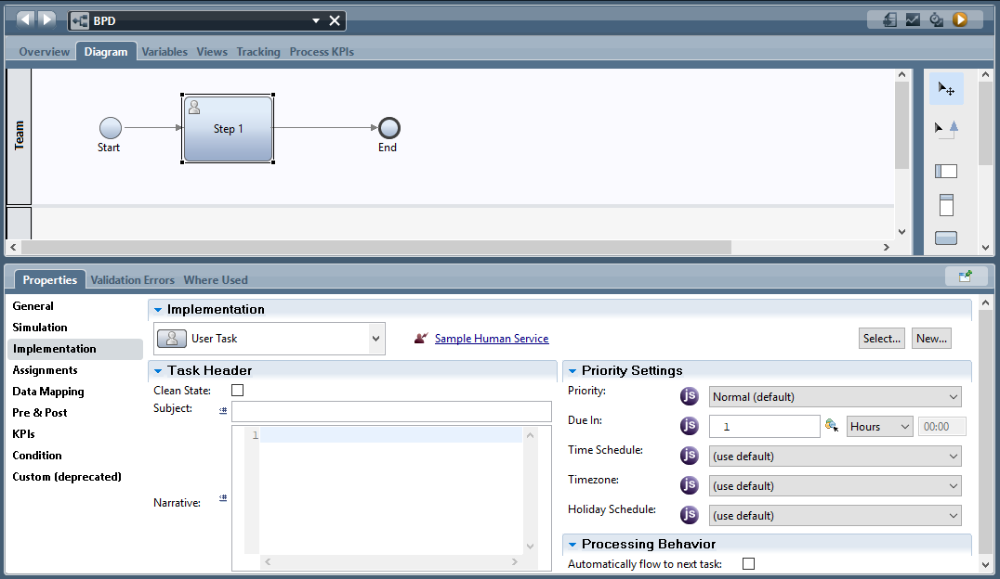 BPD
Overview Diagram Variables Views Tracking Process KPIs
Team
Step 1
Start
End
Properties Validation Errors Where Used
General
Simulation
Implementation
Assignments
Data Mapping
Pre & Post
KPIs
Condition
Custom (deprecated)
Implementation
User Task Sample Human Service Select... New...
Task Header
Clean State:
Subject:
1
Narrative:
Priority Settings
Priority: js Normal (default)
Due In: js 1 Hours 00:00
Time Schedule: js (use default)
Timezone: js (use default)
Holiday Schedule: js (use default)
Processing Behavior
Automatically flow to next task: